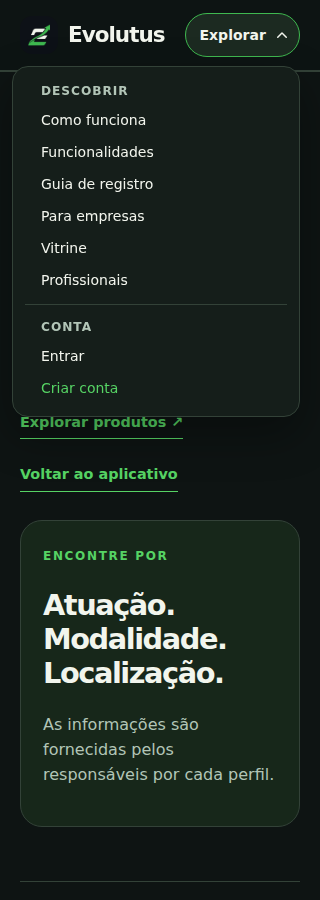 Evolutus
Explorar
DESCOBRIR
Como funciona
Funcionalidades
Guia de registro
Para empresas
Vitrine
Profissionais
CONTA
Entrar
Criar conta
Explorar produtos ↗
Voltar ao aplicativo
ENCONTRE POR
Atuação.
Modalidade.
Localização.
As informações são
fornecidas pelos
responsáveis por cada perfil.